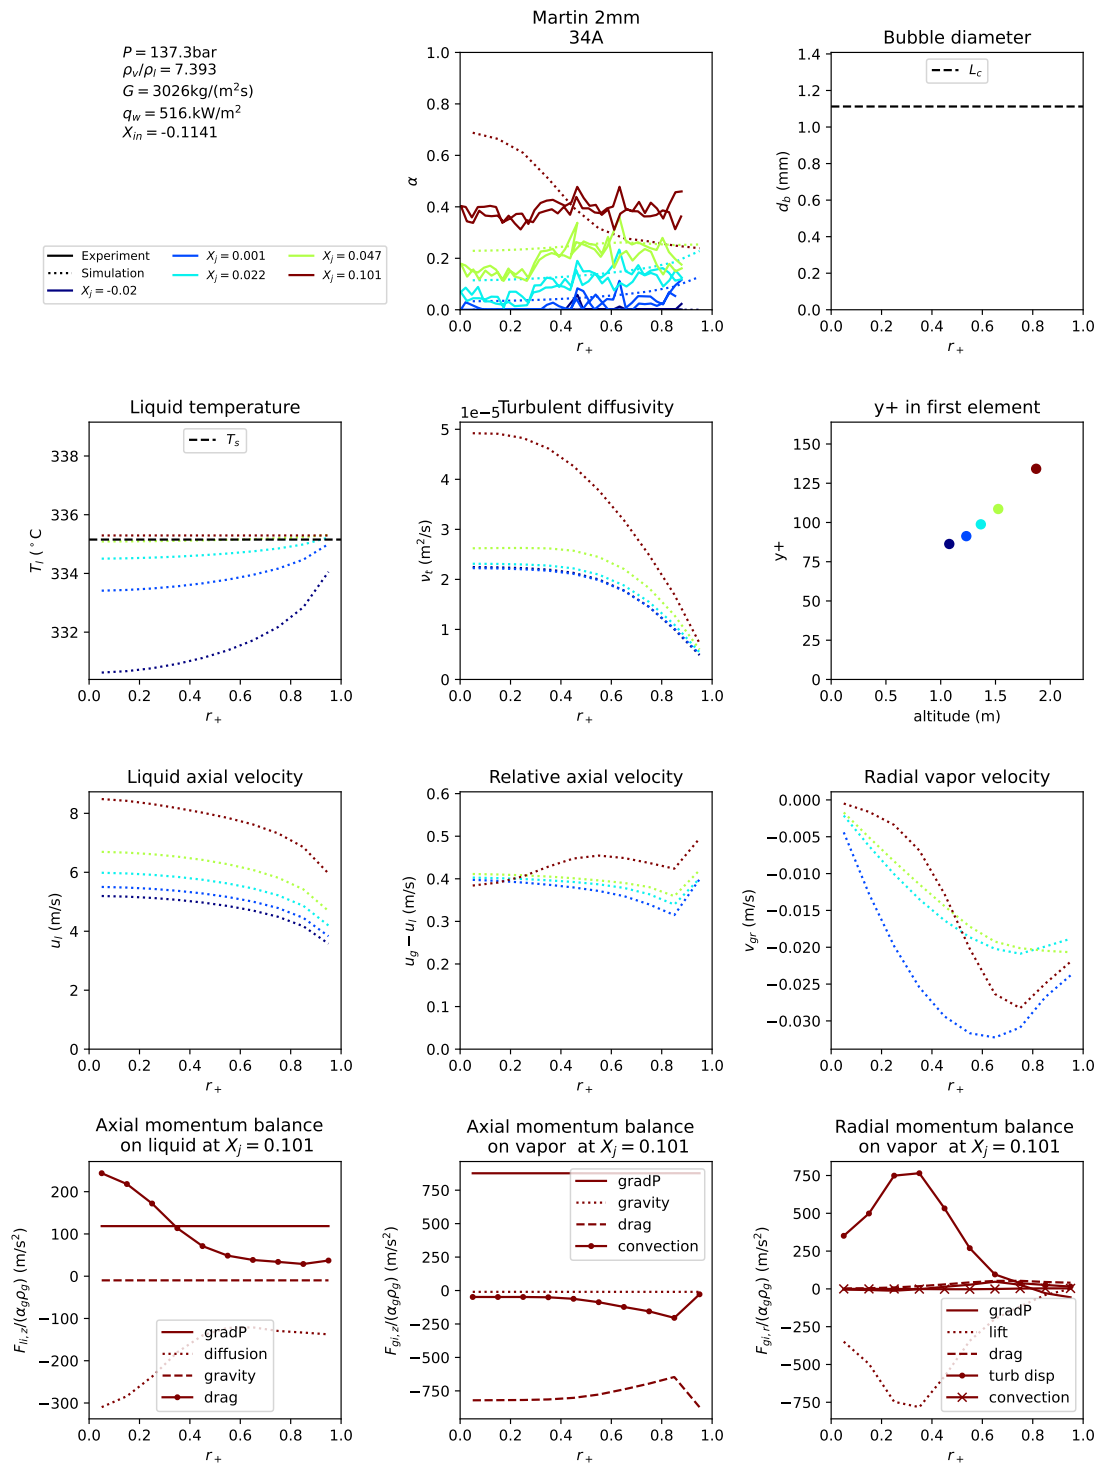 P = 137.3bar
ρv/ρl = 7.393
G = 3026kg/(m²s)
qw = 516.kW/m²
Xin = -0.1141
Experiment
Simulation
Xj = -0.02
Xj = 0.001
Xj = 0.022
Xj = 0.047
Xj = 0.101
Martin 2mm
34A
1.0
0.8
0.6
0.4
0.2
0.0
α
0.0 0.2 0.4 0.6 0.8 1.0
r+
Bubble diameter
Lc
1.4
1.2
1.0
0.8
0.6
0.4
0.2
0.0
db (mm)
0.0 0.2 0.4 0.6 0.8 1.0
r+
Liquid temperature
Ts
338
336
334
332
Tl (°C
0.0 0.2 0.4 0.6 0.8 1.0
r+
Turbulent diffusivity
1e−5
5
4
3
2
1
0
νt (m²/s)
0.0 0.2 0.4 0.6 0.8 1.0
r+
y+ in first element
150
125
100
75
50
25
0
y+
0.0 1.0 1.5 2.0
altitude (m)
Liquid axial velocity
8
6
4
2
0
ul (m/s)
0.0 0.2 0.4 0.6 0.8 1.0
r+
Relative axial velocity
0.6
0.5
0.4
0.3
0.2
0.1
0.0
ug − ul (m/s)
0.0 0.2 0.4 0.6 0.8 1.0
r+
Radial vapor velocity
0.000
−0.005
−0.010
−0.015
−0.020
−0.025
−0.030
vgr (m/s)
0.0 0.2 0.4 0.6 0.8 1.0
r+
Axial momentum balance
on liquid at Xj = 0.101
200
100
0
−100
−200
−300
Fli,z/(αgρg) (m/s²)
gradP
diffusion
gravity
drag
0.0 0.2 0.4 0.6 0.8 1.0
r+
Axial momentum balance
on vapor at Xj = 0.101
750
500
250
0
−250
−500
−750
Fgi,z/(αgρg) (m/s²)
gradP
gravity
drag
convection
0.0 0.2 0.4 0.6 0.8 1.0
r+
Radial momentum balance
on vapor at Xj = 0.101
750
500
250
0
−250
−500
−750
Fgi,r/(αgρg) (m/s²)
gradP
lift
drag
turb disp
convection
0.0 0.2 0.4 0.6 0.8 1.0
r+